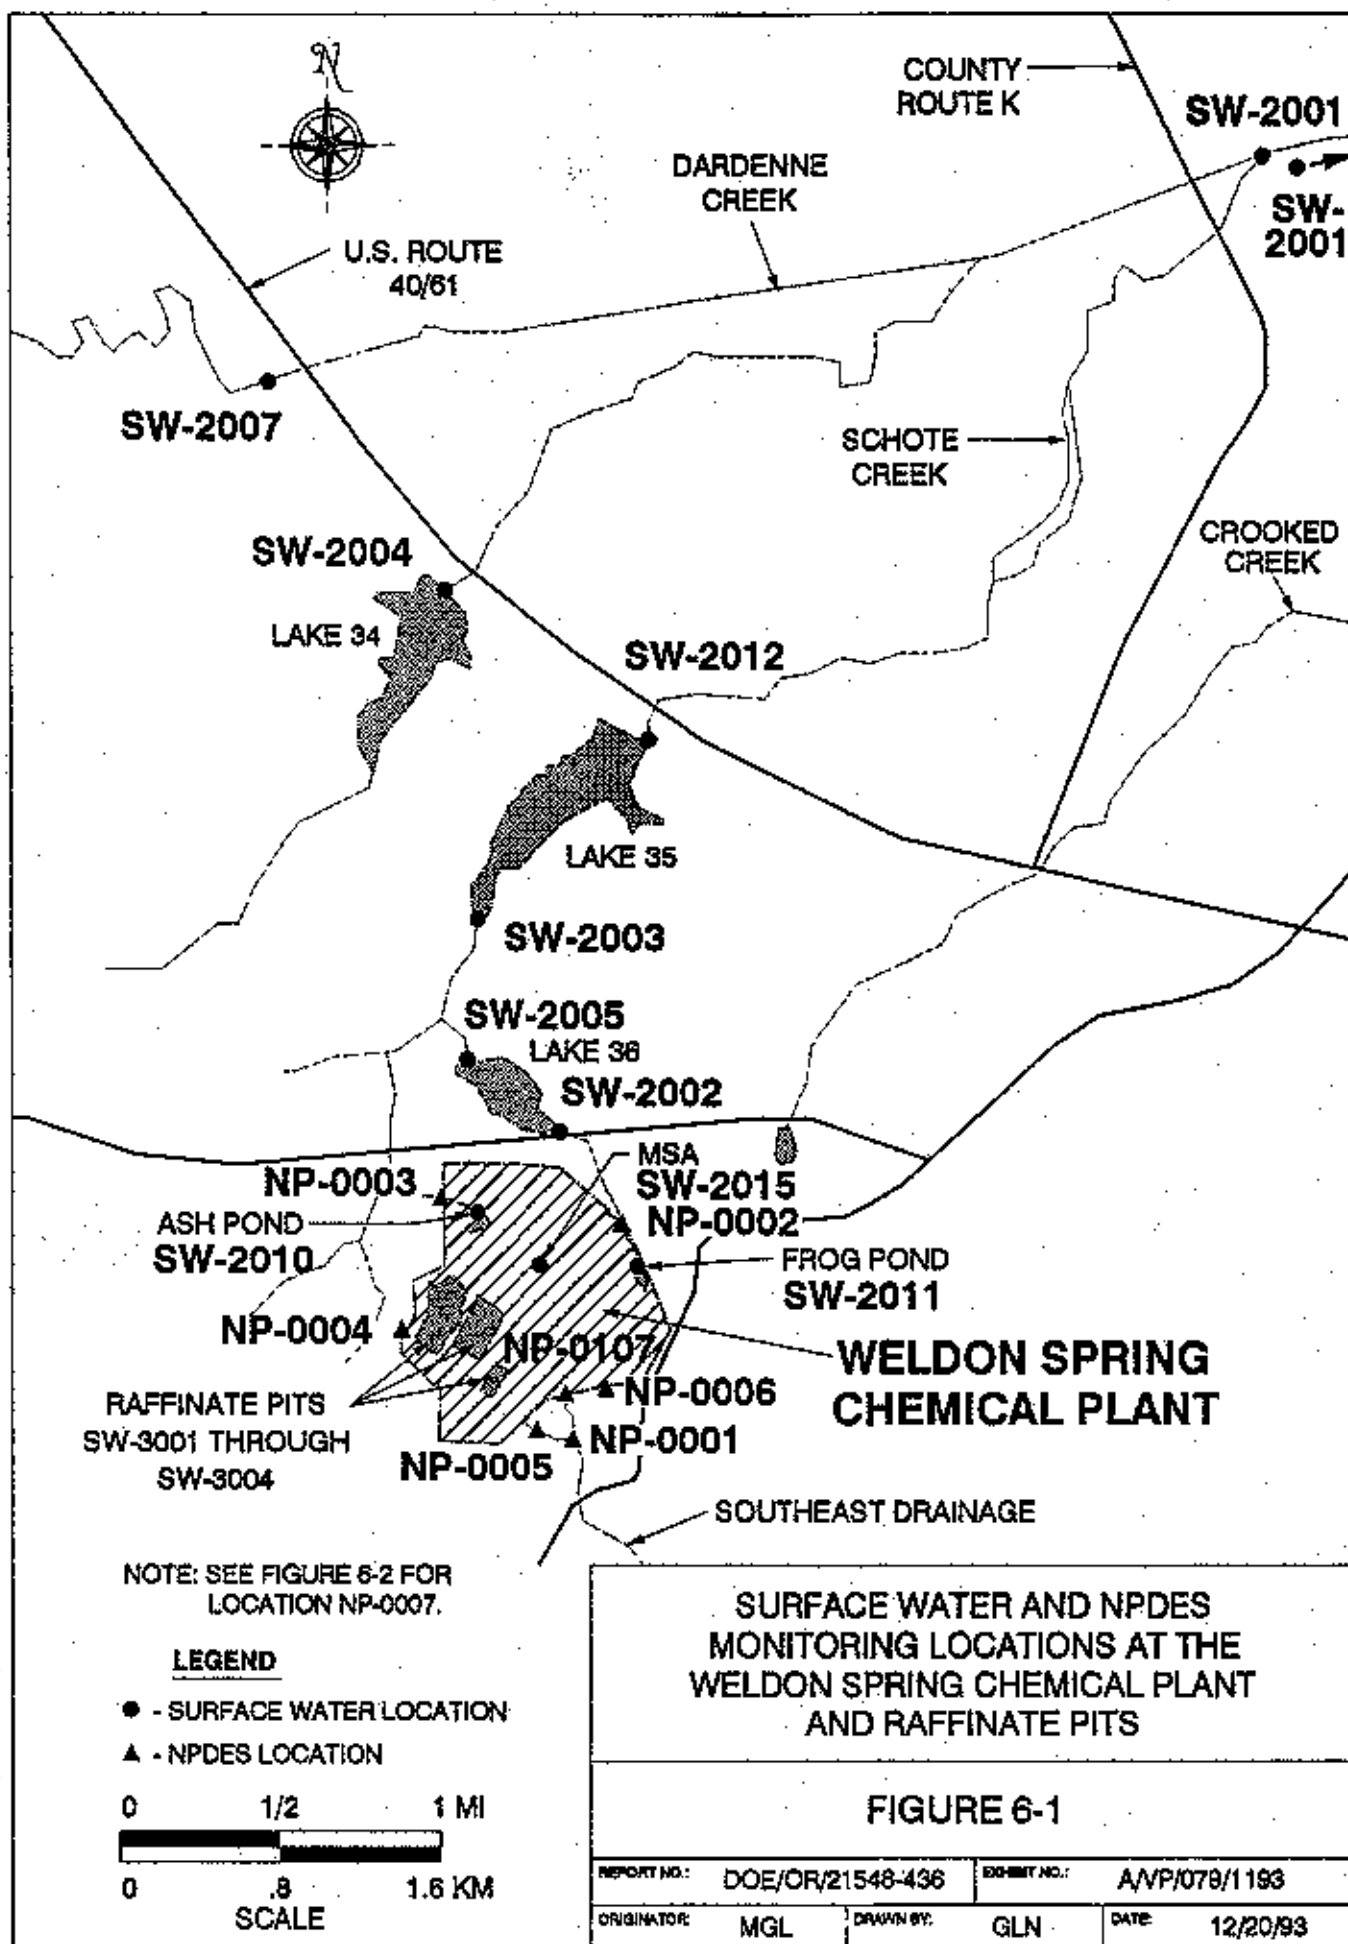 N
COUNTY
ROUTE K
SW-2001
DARDENNE
CREEK
SW-
2001
U.S. ROUTE
40/61
SW-2007
SCHOTE
CREEK
SW-2004
CROOKED
CREEK
LAKE 34
SW-2012
LAKE 35
SW-2003
SW-2005
LAKE 36
SW-2002
MSA
NP-0003
SW-2015
ASH POND
NP-0002
SW-2010
FROG POND
SW-2011
NP-0004
NP-0107
WELDON SPRING
CHEMICAL PLANT
NP-0006
RAFFINATE PITS
SW-3001 THROUGH
SW-3004
NP-0001
NP-0005
SOUTHEAST DRAINAGE
NOTE: SEE FIGURE 6-2 FOR
LOCATION NP-0007.
LEGEND
● - SURFACE WATER LOCATION
▲ - NPDES LOCATION
0 1/2 1 MI
0 .8 1.6 KM
SCALE
SURFACE WATER AND NPDES
MONITORING LOCATIONS AT THE
WELDON SPRING CHEMICAL PLANT
AND RAFFINATE PITS
FIGURE 6-1
REPORT NO.: DOE/OR/21548-436 EXHIBIT NO.: A/VP/079/1193
ORIGINATOR: MGL DRAWN BY: GLN DATE: 12/20/93